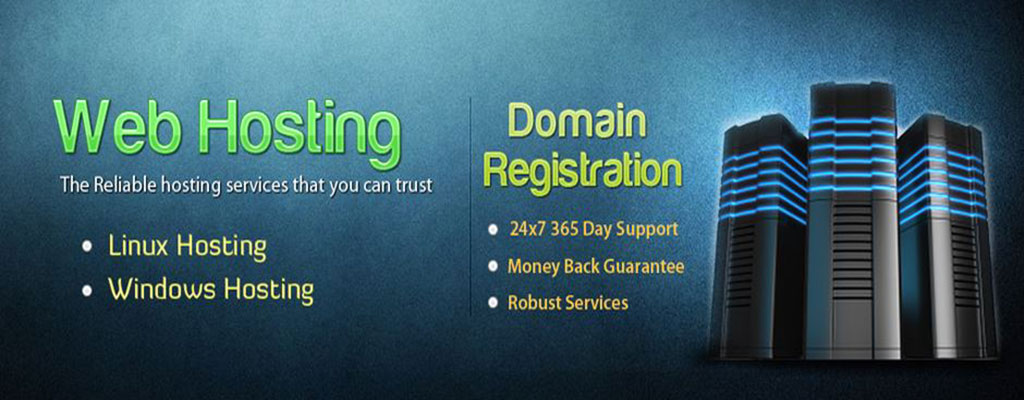 Web Hosting
The Reliable hosting services that you can trust
Linux Hosting
Windows Hosting
Domain
Registration
24x7 365 Day Support
Money Back Guarantee
Robust Services